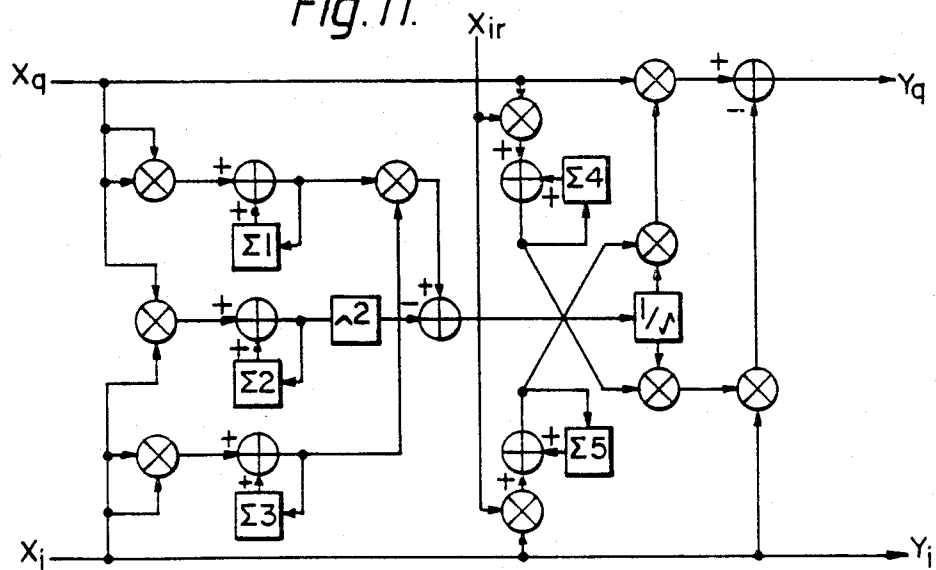 Fig. 11.
Xir
Xq
+
-
Yq
+
+
Σ4
+
+
+
Σ1
+
-
+
^2
1/√
+
Σ2
+
+
Σ5
+
+
Σ3
Xi
Yi